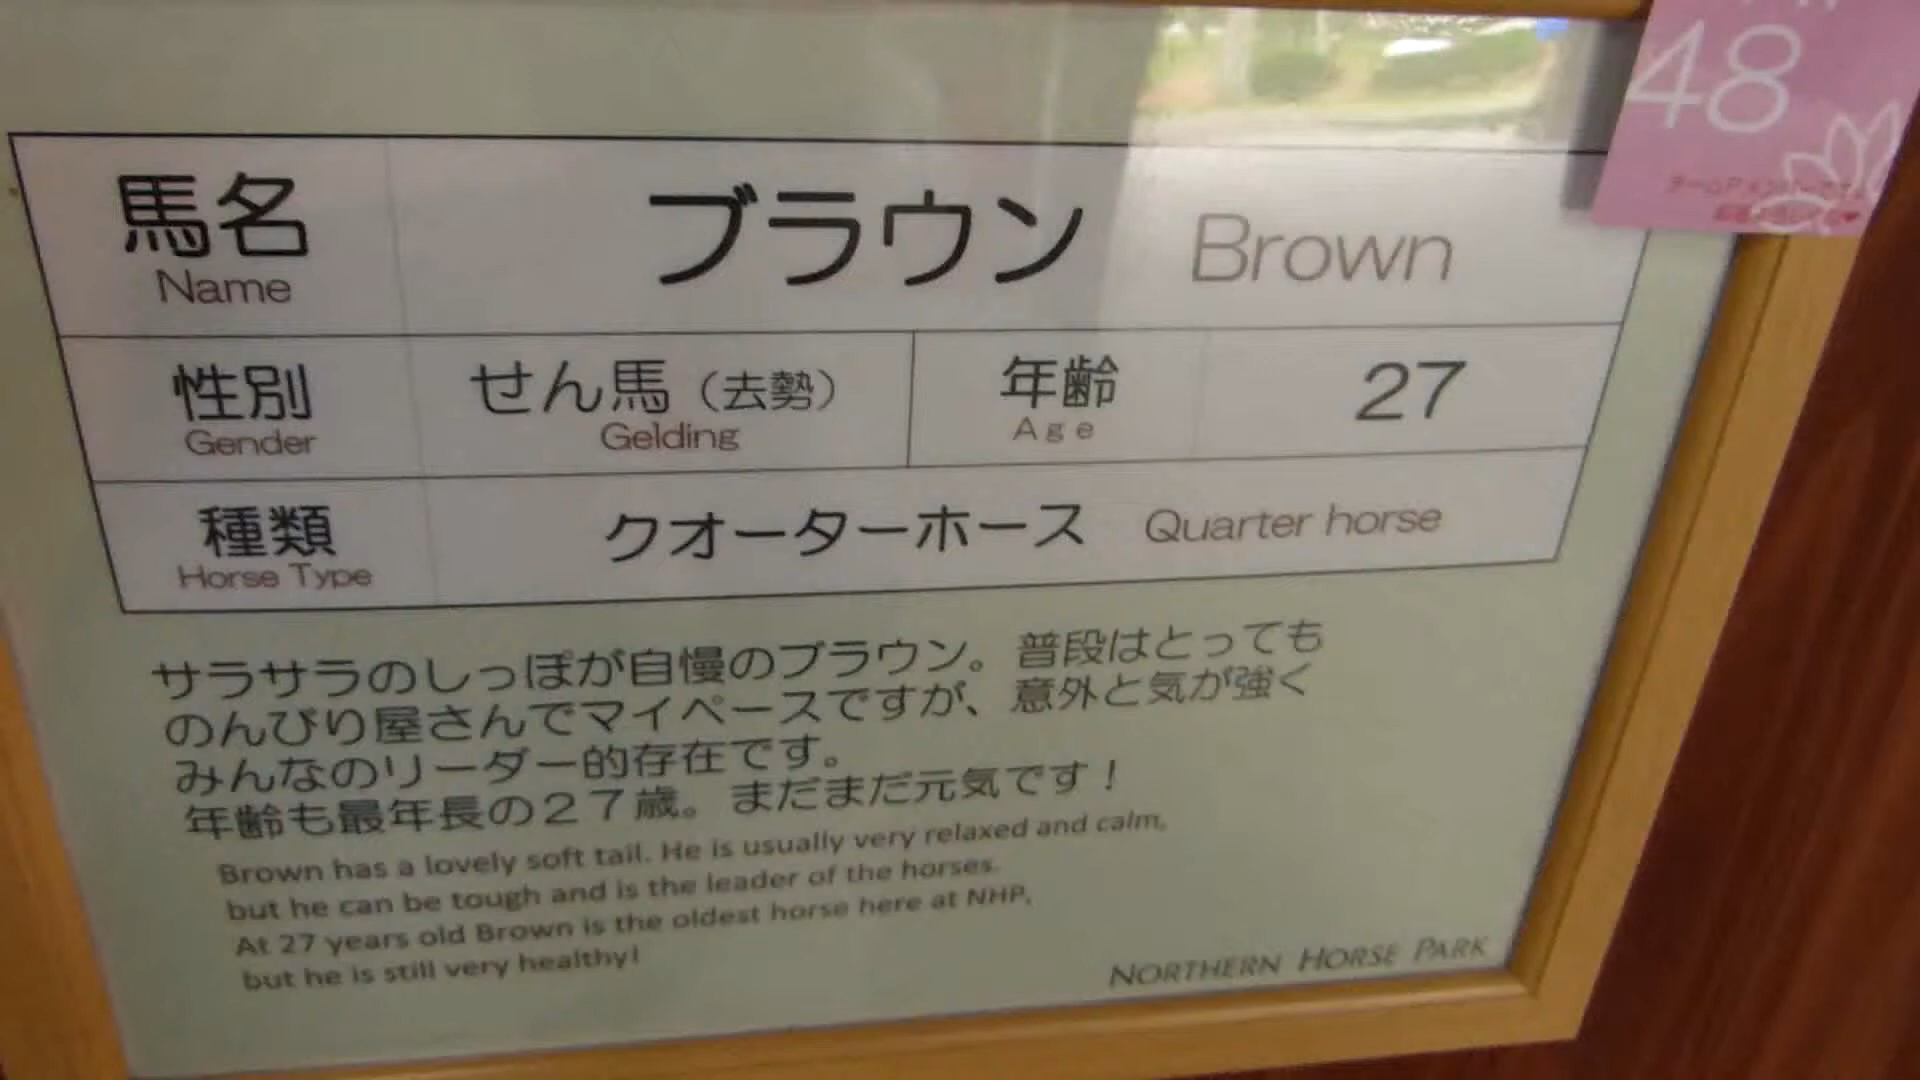 48
馬名 ブラウン Brown
Name
性別 せん馬（去勢） 年齢 27
Gender Gelding Age
種類 クオーターホース Quarter horse
Horse Type
サラサラのしっぽが自慢のブラウン。普段はとっても
のんびり屋さんでマイペースですが、意外と気が強く
みんなのリーダー的存在です。
年齢も最年長の２７歳。まだまだ元気です！
Brown has a lovely soft tail. He is usually very relaxed and calm,
but he can be tough and is the leader of the horses.
At 27 years old Brown is the oldest horse here at NHP,
but he is still very healthy!
NORTHERN HORSE PARK